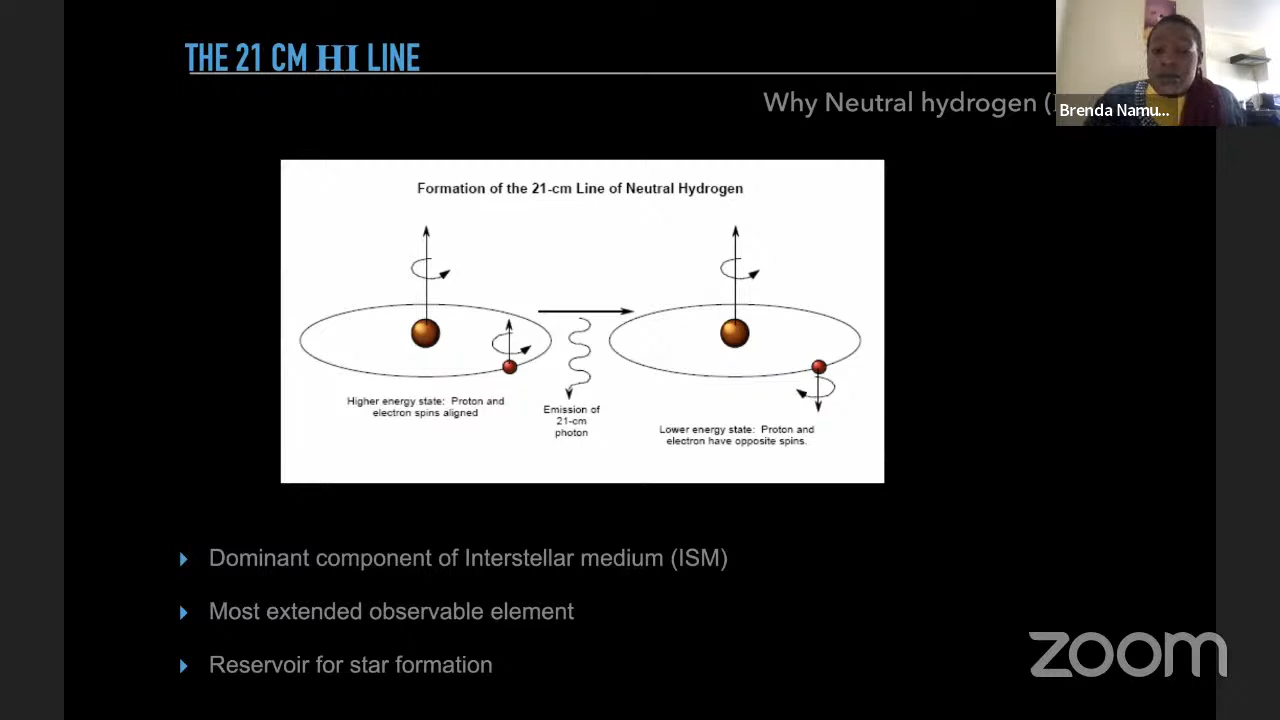 THE 21 CM HI LINE
Why Neutral hydrogen (
Brenda Namu...
Formation of the 21-cm Line of Neutral Hydrogen
Higher energy state: Proton and
electron spins aligned
Emission of
21-cm
photon
Lower energy state: Proton and
electron have opposite spins.
Dominant component of Interstellar medium (ISM)
Most extended observable element
Reservoir for star formation
zoom